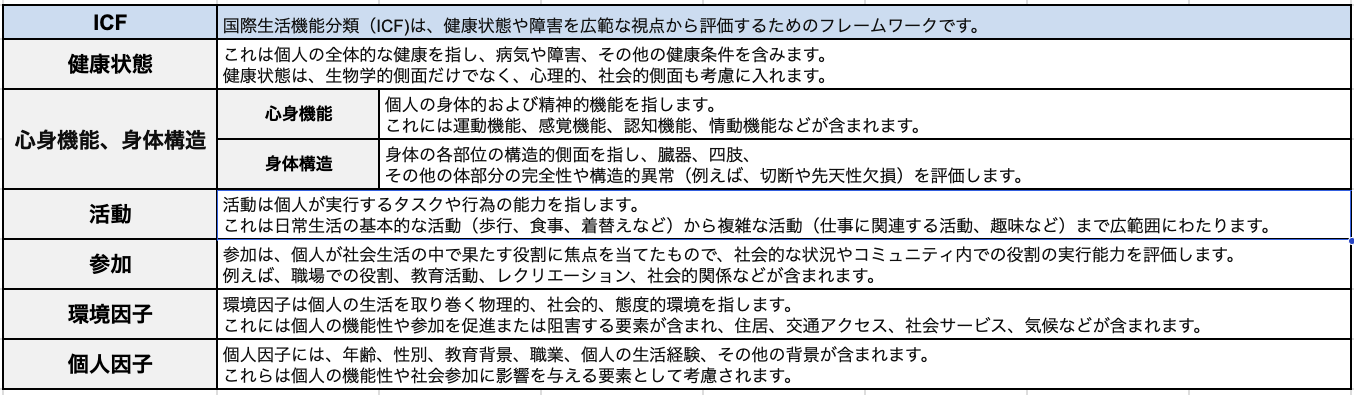 ICF
国際生活機能分類（ICF)は、健康状態や障害を広範な視点から評価するためのフレームワークです。
健康状態
これは個人の全体的な健康を指し、病気や障害、その他の健康条件を含みます。
健康状態は、生物学的側面だけでなく、心理的、社会的側面も考慮に入れます。
心身機能、身体構造
心身機能
個人の身体的および精神的機能を指します。
これには運動機能、感覚機能、認知機能、情動機能などが含まれます。
身体構造
身体の各部位の構造的側面を指し、臓器、四肢、
その他の体部分の完全性や構造的異常（例えば、切断や先天性欠損）を評価します。
活動
活動は個人が実行するタスクや行為の能力を指します。
これは日常生活の基本的な活動（歩行、食事、着替えなど）から複雑な活動（仕事に関連する活動、趣味など）まで広範囲にわたります。
参加
参加は、個人が社会生活の中で果たす役割に焦点を当てたもので、社会的な状況やコミュニティ内での役割の実行能力を評価します。
例えば、職場での役割、教育活動、レクリエーション、社会的関係などが含まれます。
環境因子
環境因子は個人の生活を取り巻く物理的、社会的、態度的環境を指します。
これには個人の機能性や参加を促進または阻害する要素が含まれ、住居、交通アクセス、社会サービス、気候などが含まれます。
個人因子
個人因子には、年齢、性別、教育背景、職業、個人の生活経験、その他の背景が含まれます。
これらは個人の機能性や社会参加に影響を与える要素として考慮されます。